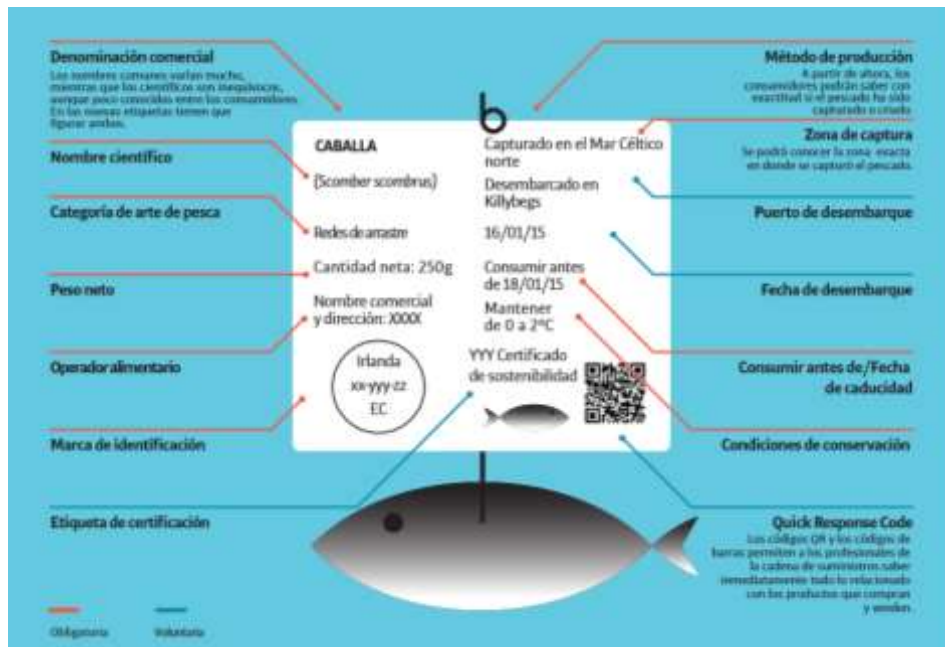 Denominación comercial
Los nombres comunes varían mucho,
mientras que los científicos son inequívocos,
aunque poco conocidos entre los consumidores.
En las nuevas etiquetas tienen que
figurar ambos.
Nombre científico
Categoría de arte de pesca
Peso neto
Operador alimentario
Marca de identificación
Etiqueta de certificación
Obligatoria
Voluntaria
CABALLA
(Scomber scombrus)
Redes de arrastre
Cantidad neta: 250g
Nombre comercial
y dirección: XXXX
Irlanda
xx-yyy-zz
EC
Capturado en el Mar Céltico
norte
Desembarcado en
Killybegs
16/01/15
Consumir antes
de 18/01/15
Mantener
de 0 a 2ºC
YYY Certificado
de sostenibilidad
Método de producción
A partir de ahora, los
consumidores podrán saber con
exactitud si el pescado ha sido
capturado o criado
Zona de captura
Se podrá conocer la zona exacta
en donde se capturó el pescado.
Puerto de desembarque
Fecha de desembarque
Consumir antes de/Fecha
de caducidad
Condiciones de conservación
Quick Response Code
Los códigos QR y los códigos de
barras permiten a los profesionales de
la cadena de suministros saber
inmediatamente todo lo relacionado
con los productos que compran
y venden.